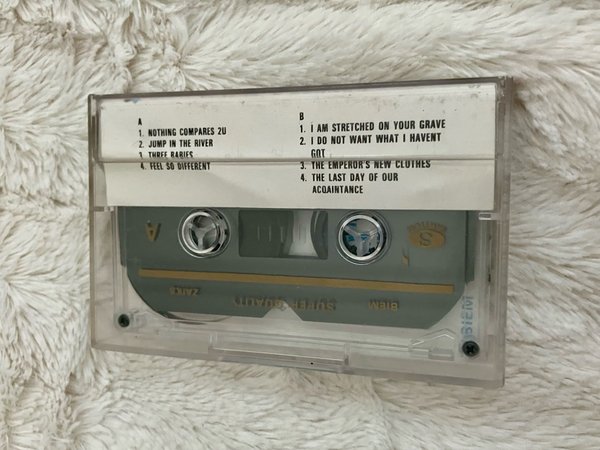 A
1. NOTHING COMPARES 2U
2. JUMP IN THE RIVER
3. THREE BABIES
4. FEEL SO DIFFERENT
B
1. I AM STRETCHED ON YOUR GRAVE
2. I DO NOT WANT WHAT I HAVENT
GOT
3. THE EMPEROR'S NEW CLOTHES
4. THE LAST DAY OF OUR
ACQAINTANCE
A
S
BIEM
SUPER QUALITY
BIEM